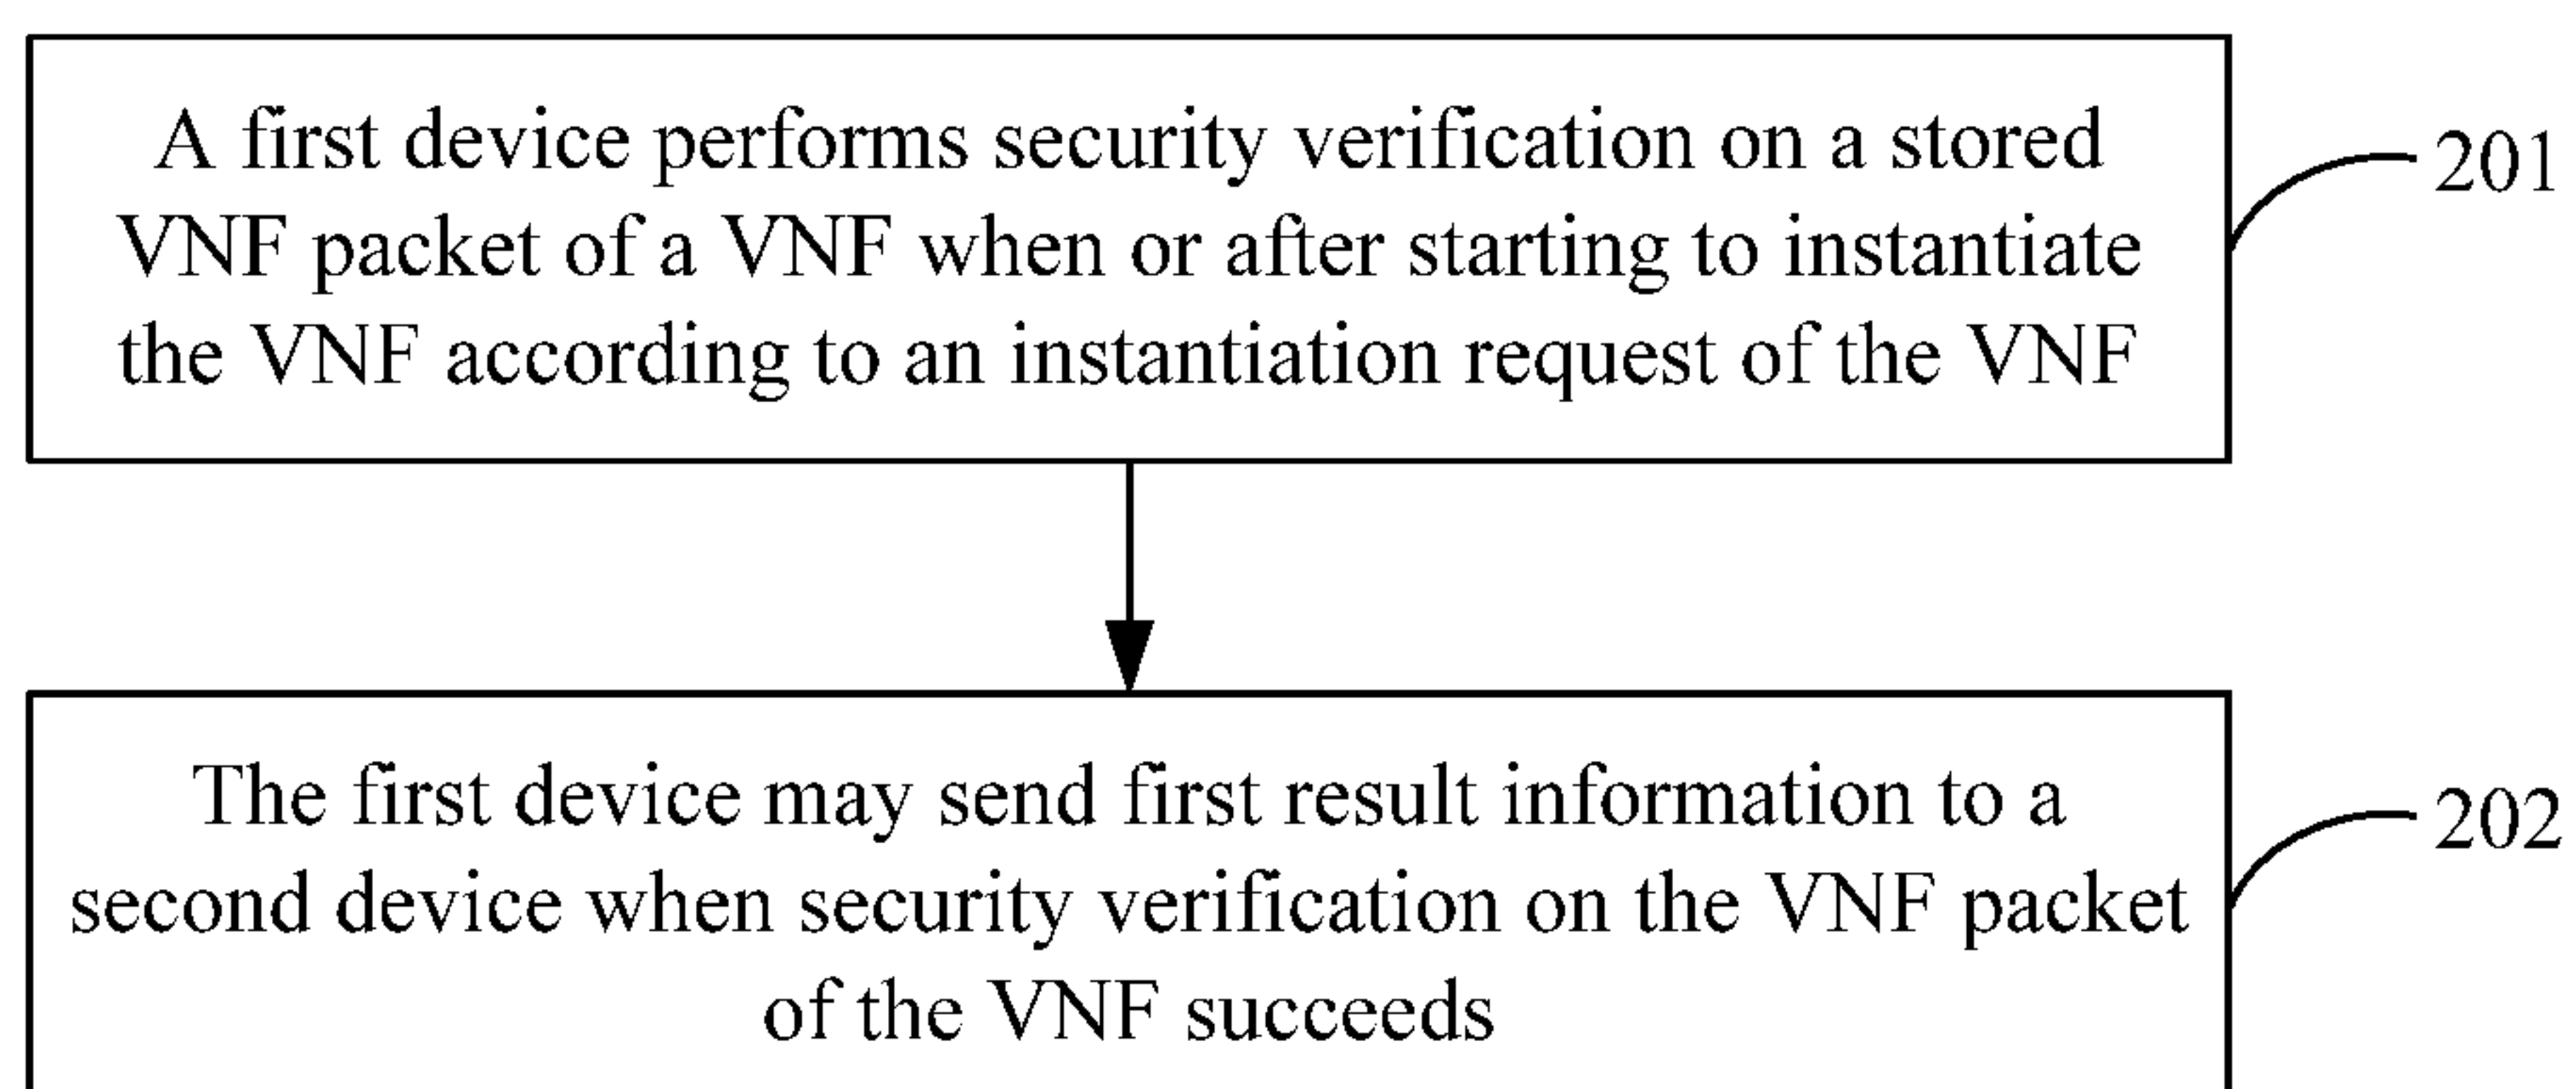 A first device performs security verification on a stored
VNF packet of a VNF when or after starting to instantiate
the VNF according to an instantiation request of the VNF
201
The first device may send first result information to a
second device when security verification on the VNF packet
of the VNF succeeds
202